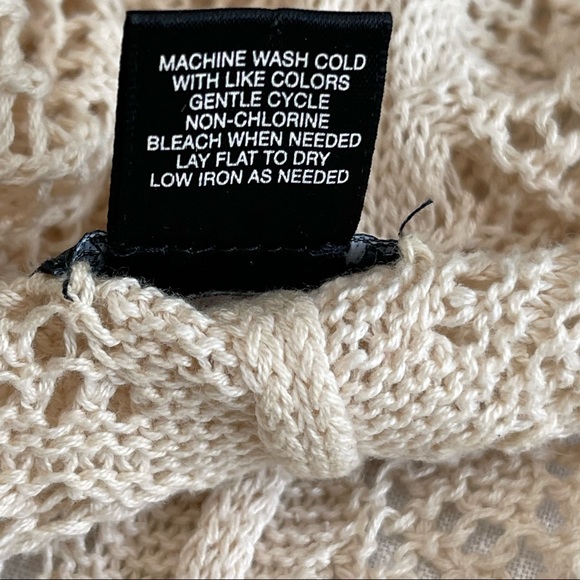 MACHINE WASH COLD
WITH LIKE COLORS
GENTLE CYCLE
NON-CHLORINE
BLEACH WHEN NEEDED
LAY FLAT TO DRY
LOW IRON AS NEEDED